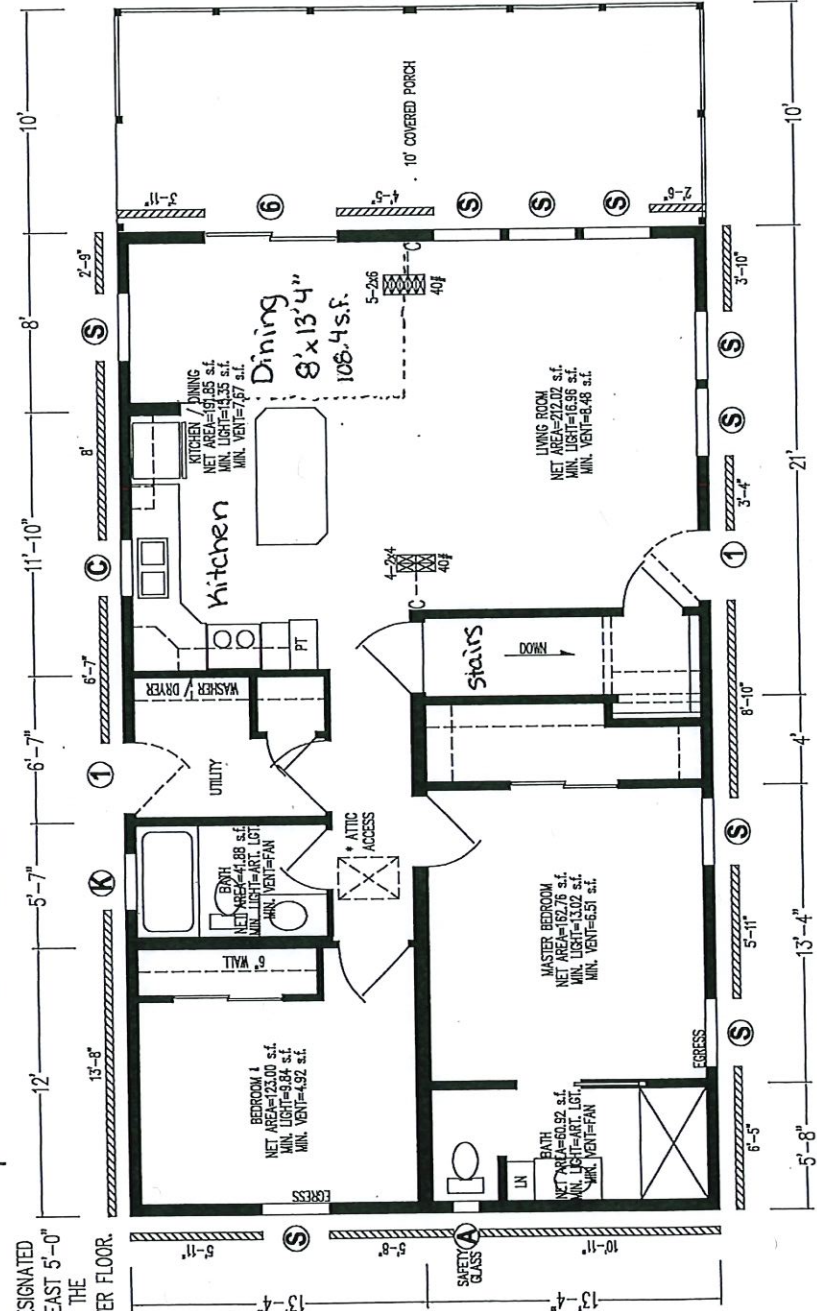 SIGNATED
EAST 5'-0"
THE
ER FLOOR.
12'
5'-7"
6'-7"
11'-10"
8'
10'
13'-8"
6'-7"
8'
2'-9"
K
1
C
S
BEDROOM
NET AREA=123.00 s.f.
MIN. LIGHT=9.84 s.f.
MIN. VENT=4.92 s.f.
EGRESS
6" WALL
BATH
NET AREA=41.88 s.f.
MIN. LIGHT=ART. LGT.
MIN. VENT=FAN
* ATTIC
ACCESS
UTILITY
WASHER / DRYER
PT
Kitchen
KITCHEN / DINING
NET AREA=191.85 s.f.
MIN. LIGHT=15.35 s.f.
MIN. VENT=7.67 s.f.
Dining
8'x13'4"
108.4 s.f.
5-2x6
40#
C
4-2x4
40#
C
10' COVERED PORCH
3'-11"
6
4'-5"
S
S
S
2'-6"
LIVING ROOM
NET AREA=212.02 s.f.
MIN. LIGHT=16.96 s.f.
MIN. VENT=8.48 s.f.
stairs
DOWN
MASTER BEDROOM
NET AREA=162.76 s.f.
MIN. LIGHT=13.02 s.f.
MIN. VENT=6.51 s.f.
EGRESS
BATH
NET AREA=60.92 s.f.
MIN. LIGHT=ART. LGT.
MIN. VENT=FAN
LN
SAFETY
GLASS
A
S
5'-11"
5'-8"
10'-11"
13'-4"
13'-4"
S
S
1
S
S
6'-5"
5'-11"
8'-10"
3'-4"
3'-10"
5'-8"
13'-4"
4'
21'
10'